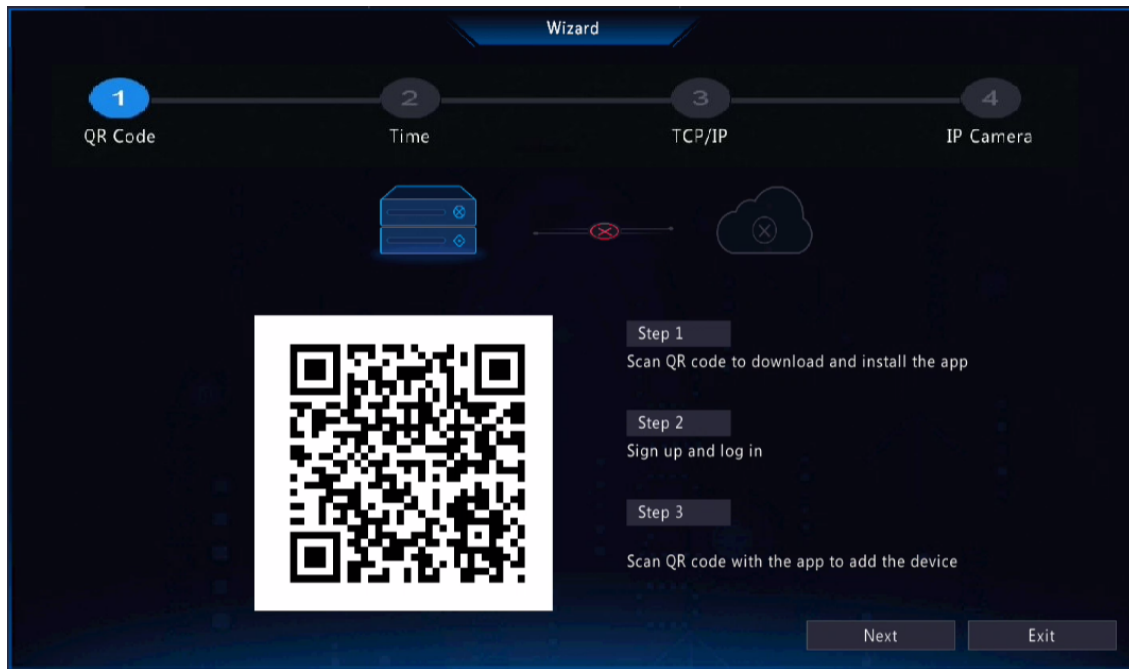 Wizard
1
2
3
4
QR Code
Time
TCP/IP
IP Camera
Step 1
Scan QR code to download and install the app
Step 2
Sign up and log in
Step 3
Scan QR code with the app to add the device
Next
Exit